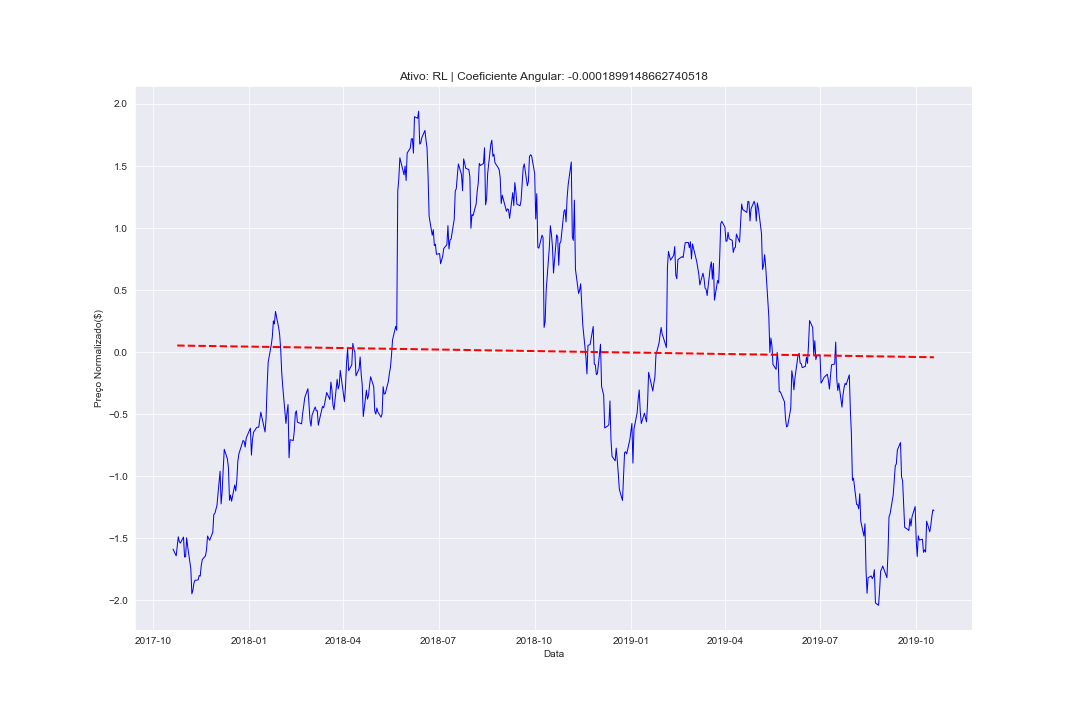 Ativo: RL | Coeficiente Angular: -0.0001899148662740518
Preço Normalizado($)
2.0
1.5
1.0
0.5
0.0
−0.5
−1.0
−1.5
−2.0
2017-10 2018-01 2018-04 2018-07 2018-10 2019-01 2019-04 2019-07 2019-10
Data